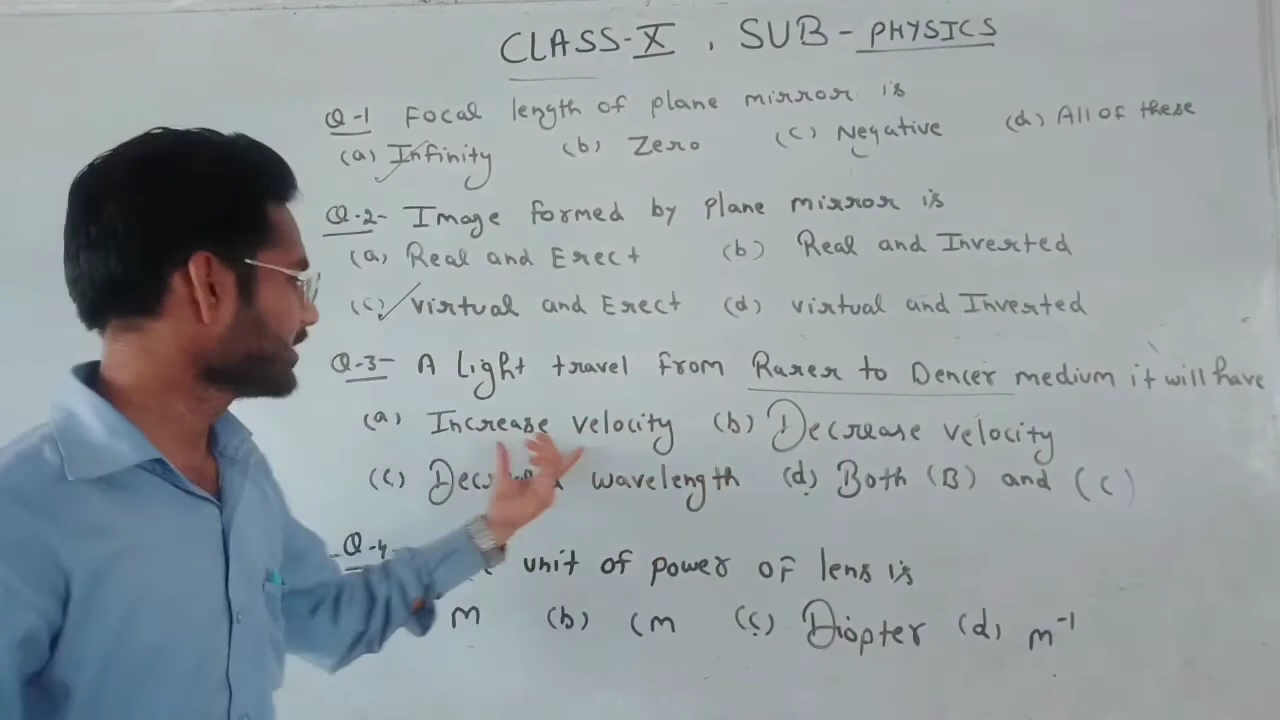 CLASS-X, SUB-PHYSICS
Q-1 Focal length of plane mirror is
(a) Infinity (b) Zero (c) Negative (d) All of these
Q-2- Image formed by plane mirror is
(a) Real and Erect (b) Real and Inverted
(c) virtual and Erect (d) virtual and Inverted
Q-3- A Light travel from Rarer to Dencer medium it will have
(a) Increase velocity (b) Decrease velocity
(c) wavelength (d) Both (B) and (C)
Q-4 unit of power of lens is
m (b) cm (c) Diopter (d) m⁻¹